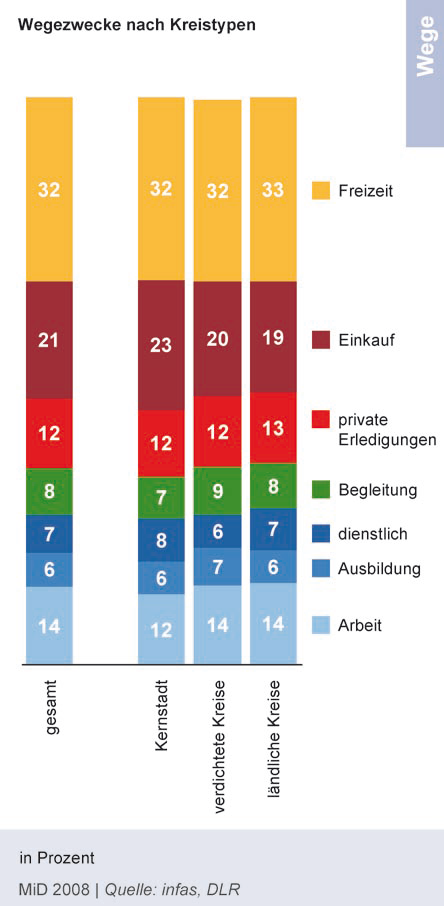 Wegezwecke nach Kreistypen
Wege
32 32 32 33 Freizeit
21 23 20 19 Einkauf
12 12 12 13 private
Erledigungen
8 7 9 8 Begleitung
7 8 6 7 dienstlich
6 6 7 6 Ausbildung
14 12 14 14 Arbeit
gesamt
Kernstadt
verdichtete Kreise
ländliche Kreise
in Prozent
MiD 2008 | Quelle: infas, DLR